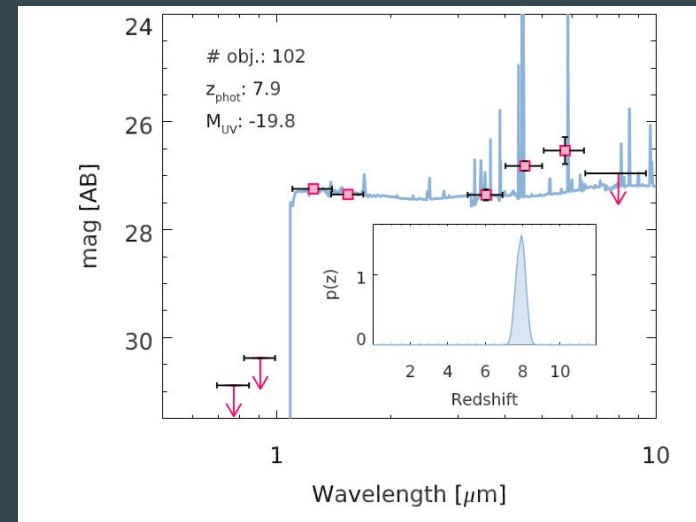 24
26
28
30
mag [AB]
# obj.: 102
z_phot: 7.9
M_UV: -19.8
p(z)
1
0
2 4 6 8 10
Redshift
1 10
Wavelength [μm]